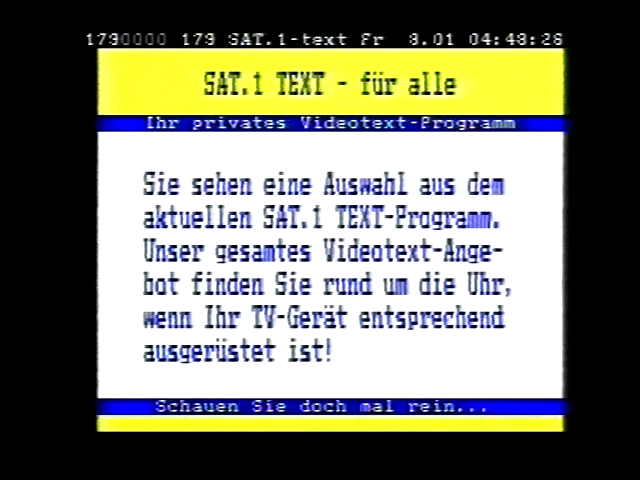 1790000 179 SAT.1-text Fr 8.01 04:48:26
SAT.1 TEXT - für alle
Ihr privates Videotext-Programm
Sie sehen eine Auswahl aus dem
aktuellen SAT.1 TEXT-Programm.
Unser gesamtes Videotext-Ange-
bot finden Sie rund um die Uhr,
wenn Ihr TV-Gerät entsprechend
ausgerüstet ist!
Schauen Sie doch mal rein...